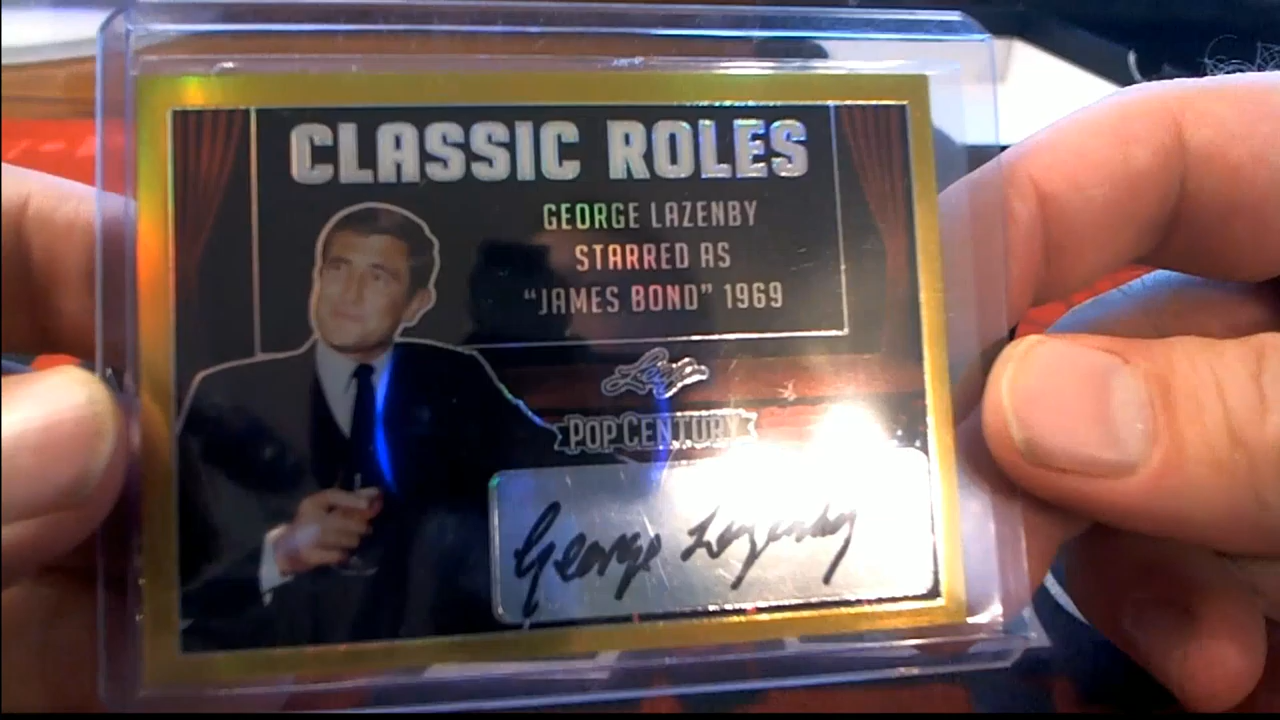 CLASSIC ROLES
GEORGE LAZENBY
STARRED AS
"JAMES BOND" 1969
Leaf
POP CENTURY
George Lazenby